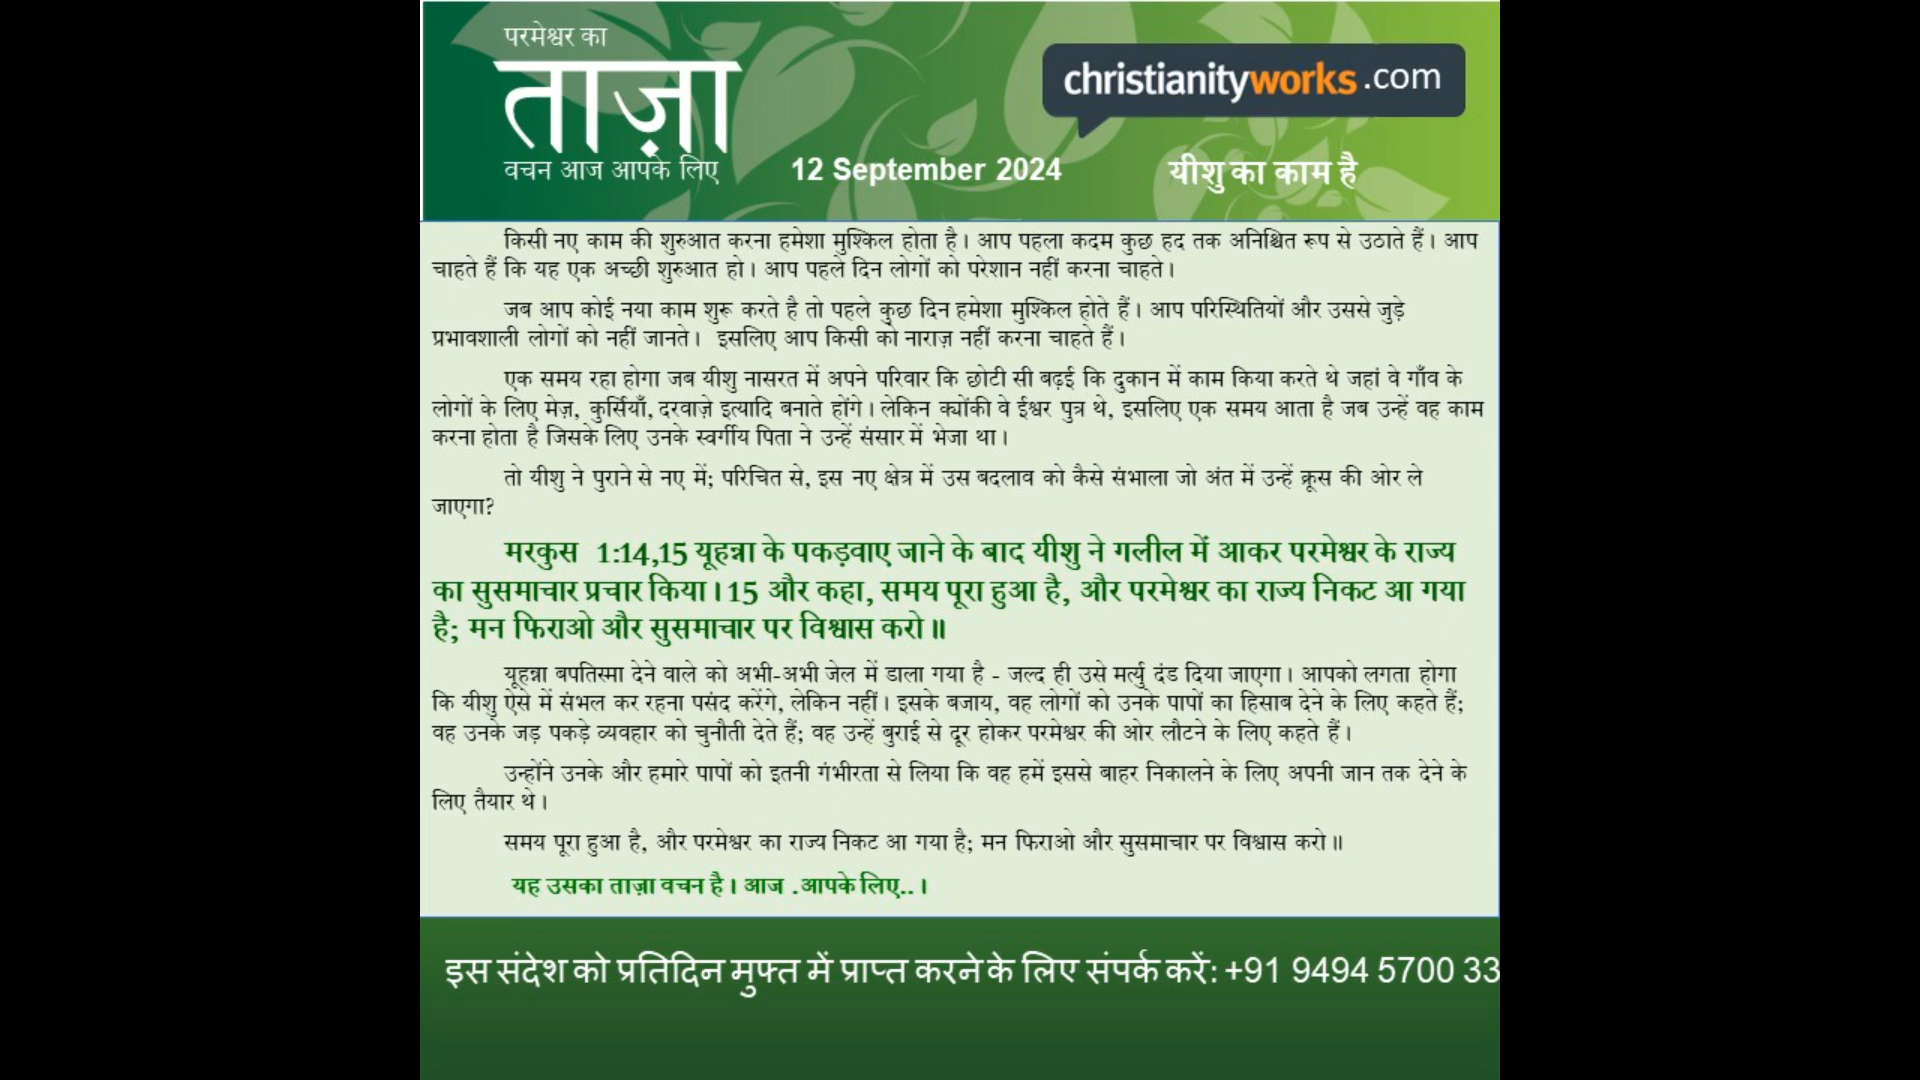 परमेश्वर का
ताज़ा
वचन आज आपके लिए
christianityworks.com
12 September 2024
यीशु का काम है
किसी नए काम की शुरुआत करना हमेशा मुश्किल होता है। आप पहला कदम कुछ हद तक अनिश्चित रूप से उठाते हैं। आप
चाहते हैं कि यह एक अच्छी शुरुआत हो। आप पहले दिन लोगों को परेशान नहीं करना चाहते।
जब आप कोई नया काम शुरू करते है तो पहले कुछ दिन हमेशा मुश्किल होते हैं। आप परिस्थितियों और उससे जुड़े
प्रभावशाली लोगों को नहीं जानते। इसलिए आप किसी को नाराज़ नहीं करना चाहते हैं।
एक समय रहा होगा जब यीशु नासरत में अपने परिवार कि छोटी सी बढ़ई कि दुकान में काम किया करते थे जहां वे गाँव के
लोगों के लिए मेज़, कुर्सियाँ, दरवाज़े इत्यादि बनाते होंगे। लेकिन क्योंकी वे ईश्वर पुत्र थे, इसलिए एक समय आता है जब उन्हें वह काम
करना होता है जिसके लिए उनके स्वर्गीय पिता ने उन्हें संसार में भेजा था।
तो यीशु ने पुराने से नए में; परिचित से, इस नए क्षेत्र में उस बदलाव को कैसे संभाला जो अंत में उन्हें क्रूस की ओर ले
जाएगा?
मरकुस 1:14,15 यूहन्ना के पकड़वाए जाने के बाद यीशु ने गलील में आकर परमेश्वर के राज्य
का सुसमाचार प्रचार किया। 15 और कहा, समय पूरा हुआ है, और परमेश्वर का राज्य निकट आ गया
है; मन फिराओ और सुसमाचार पर विश्वास करो॥
यूहन्ना बपतिस्मा देने वाले को अभी-अभी जेल में डाला गया है - जल्द ही उसे मर्त्यु दंड दिया जाएगा। आपको लगता होगा
कि यीशु ऐसे में संभल कर रहना पसंद करेंगे, लेकिन नहीं। इसके बजाय, वह लोगों को उनके पापों का हिसाब देने के लिए कहते हैं;
वह उनके जड़ पकड़े व्यवहार को चुनौती देते हैं; वह उन्हें बुराई से दूर होकर परमेश्वर की ओर लौटने के लिए कहते हैं।
उन्होंने उनके और हमारे पापों को इतनी गंभीरता से लिया कि वह हमें इससे बाहर निकालने के लिए अपनी जान तक देने के
लिए तैयार थे।
समय पूरा हुआ है, और परमेश्वर का राज्य निकट आ गया है; मन फिराओ और सुसमाचार पर विश्वास करो॥
यह उसका ताज़ा वचन है। आज .आपके लिए..।
इस संदेश को प्रतिदिन मुफ्त में प्राप्त करने के लिए संपर्क करें: +91 9494 5700 33